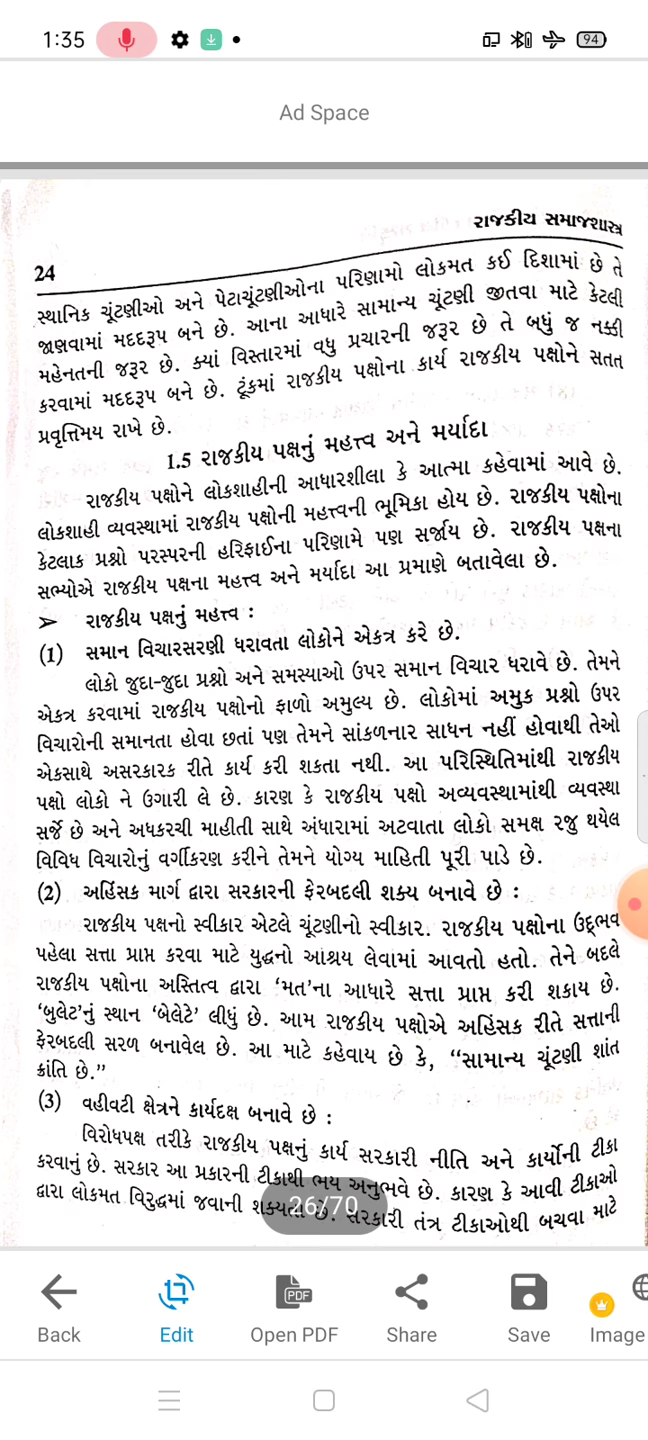 1:35
94
Ad Space
રાજકીય સમાજશાસ્ત્ર
24
સ્થાનિક ચૂંટણીઓ અને પેટાચૂંટણીઓના પરિણામો લોકમત કઈ દિશામાં છે તે
જાણવામાં મદદરૂપ બને છે. આના આધારે સામાન્ય ચૂંટણી જીતવા માટે કેટલી
મહેનતની જરૂર છે. ક્યાં વિસ્તારમાં વધુ પ્રચારની જરૂર છે તે બધું જ નક્કી
કરવામાં મદદરૂપ બને છે. ટૂંકમાં રાજકીય પક્ષોના કાર્ય રાજકીય પક્ષોને સતત
પ્રવૃત્તિમય રાખે છે.
1.5 રાજકીય પક્ષનું મહત્ત્વ અને મર્યાદા
રાજકીય પક્ષોને લોકશાહીની આધારશીલા કે આત્મા કહેવામાં આવે છે.
લોકશાહી વ્યવસ્થામાં રાજકીય પક્ષોની મહત્ત્વની ભૂમિકા હોય છે. રાજકીય પક્ષોના
કેટલાક પ્રશ્નો પરસ્પરની હરિફાઈના પરિણામે પણ સર્જાય છે. રાજકીય પક્ષના
સભ્યોએ રાજકીય પક્ષના મહત્ત્વ અને મર્યાદા આ પ્રમાણે બતાવેલા છે.
➤ રાજકીય પક્ષનું મહત્ત્વ :
(1) સમાન વિચારસરણી ધરાવતા લોકોને એકત્ર કરે છે.
લોકો જુદા-જુદા પ્રશ્નો અને સમસ્યાઓ ઉપર સમાન વિચાર ધરાવે છે. તેમને
એકત્ર કરવામાં રાજકીય પક્ષોનો ફાળો અમુલ્ય છે. લોકોમાં અમુક પ્રશ્નો ઉપર
વિચારોની સમાનતા હોવા છતાં પણ તેમને સાંકળનાર સાધન નહીં હોવાથી તેઓ
એકસાથે અસરકારક રીતે કાર્ય કરી શકતા નથી. આ પરિસ્થિતિમાંથી રાજકીય
પક્ષો લોકો ને ઉગારી લે છે. કારણ કે રાજકીય પક્ષો અવ્યવસ્થામાંથી વ્યવસ્થા
સર્જે છે અને અધકરચી માહીતી સાથે અંધારામાં અટવાતા લોકો સમક્ષ રજુ થયેલ
વિવિધ વિચારોનું વર્ગીકરણ કરીને તેમને યોગ્ય માહિતી પૂરી પાડે છે.
(2) અહિંસક માર્ગ દ્વારા સરકારની ફેરબદલી શક્ય બનાવે છે :
રાજકીય પક્ષનો સ્વીકાર એટલે ચૂંટણીનો સ્વીકાર. રાજકીય પક્ષોના ઉદ્દ્ભવ
પહેલા સત્તા પ્રાપ્ત કરવા માટે યુદ્ધનો આંશ્રય લેવામાં આવતો હતો. તેને બદલે
રાજકીય પક્ષોના અસ્તિત્વ દ્વારા ‘મત’ના આધારે સત્તા પ્રાપ્ત કરી શકાય છે.
‘બુલેટ’નું સ્થાન ‘બેલેટે’ લીધું છે. આમ રાજકીય પક્ષોએ અહિંસક રીતે સત્તાની
ફેરબદલી સરળ બનાવેલ છે. આ માટે કહેવાય છે કે, “સામાન્ય ચૂંટણી શાંત
ક્રાંતિ છે.”
(3) વહીવટી ક્ષેત્રને કાર્યદક્ષ બનાવે છે :
વિરોધપક્ષ તરીકે રાજકીય પક્ષનું કાર્ય સરકારી નીતિ અને કાર્યોની ટીકા
કરવાનું છે. સરકાર આ પ્રકારની ટીકાથી ભય અનુભવે છે. કારણ કે આવી ટીકાઓ
દ્વારા લોકમત વિરુદ્ધમાં જવાની શક્યતા છે. સરકારી તંત્ર ટીકાઓથી બચવા માટે
26/70
Back Edit Open PDF Share Save Image